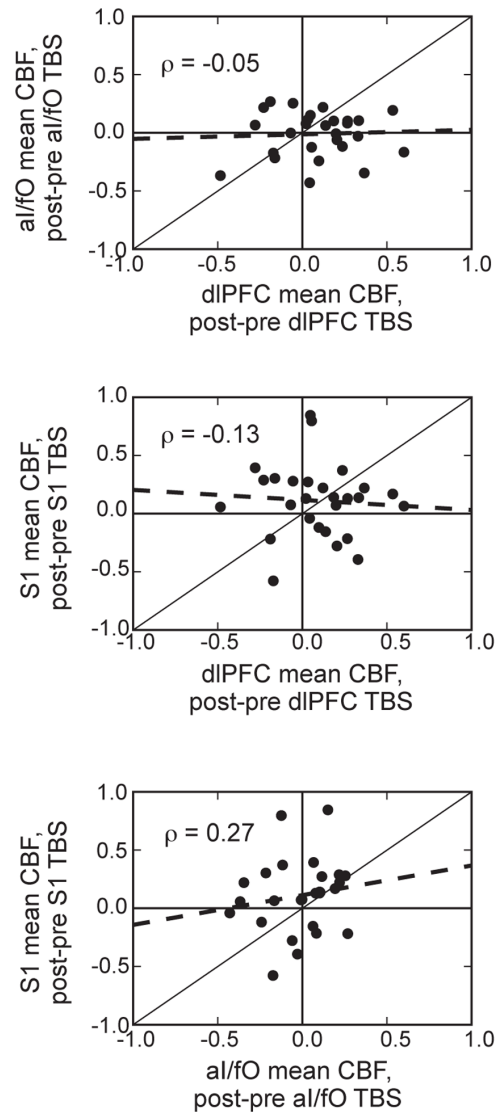 1.0
ρ = -0.05
0.5
0.0
-0.5
-1.0
aI/fO mean CBF,
post-pre aI/fO TBS
-1.0 -0.5 0.0 0.5 1.0
dlPFC mean CBF,
post-pre dlPFC TBS
1.0
ρ = -0.13
0.5
0.0
-0.5
-1.0
S1 mean CBF,
post-pre S1 TBS
-1.0 -0.5 0.0 0.5 1.0
dlPFC mean CBF,
post-pre dlPFC TBS
1.0
ρ = 0.27
0.5
0.0
-0.5
-1.0
S1 mean CBF,
post-pre S1 TBS
-1.0 -0.5 0.0 0.5 1.0
aI/fO mean CBF,
post-pre aI/fO TBS